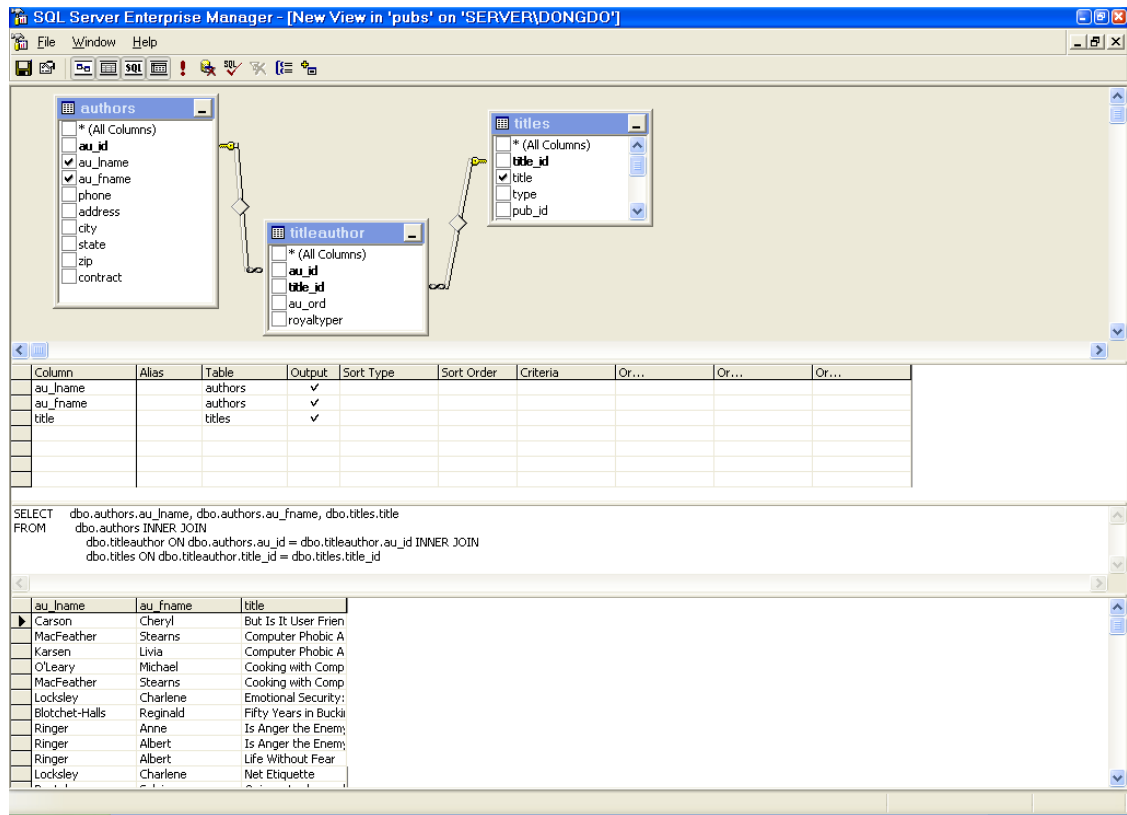 SQL Server Enterprise Manager - [New View in 'pubs' on 'SERVER\DONGDO']
File Window Help
SQL SQL
authors
* (All Columns)
au_id
au_lname
au_fname
phone
address
city
state
zip
contract
titleauthor
* (All Columns)
au_id
title_id
au_ord
royaltyper
titles
* (All Columns)
title_id
title
type
pub_id
Column Alias Table Output Sort Type Sort Order Criteria Or... Or... Or...
au_lname authors
au_fname authors
title titles
SELECT dbo.authors.au_lname, dbo.authors.au_fname, dbo.titles.title
FROM dbo.authors INNER JOIN
dbo.titleauthor ON dbo.authors.au_id = dbo.titleauthor.au_id INNER JOIN
dbo.titles ON dbo.titleauthor.title_id = dbo.titles.title_id
au_lname au_fname title
Carson Cheryl But Is It User Frien
MacFeather Stearns Computer Phobic A
Karsen Livia Computer Phobic A
O'Leary Michael Cooking with Comp
MacFeather Stearns Cooking with Comp
Locksley Charlene Emotional Security:
Blotchet-Halls Reginald Fifty Years in Bucki
Ringer Anne Is Anger the Enemy
Ringer Albert Is Anger the Enemy
Ringer Albert Life Without Fear
Locksley Charlene Net Etiquette